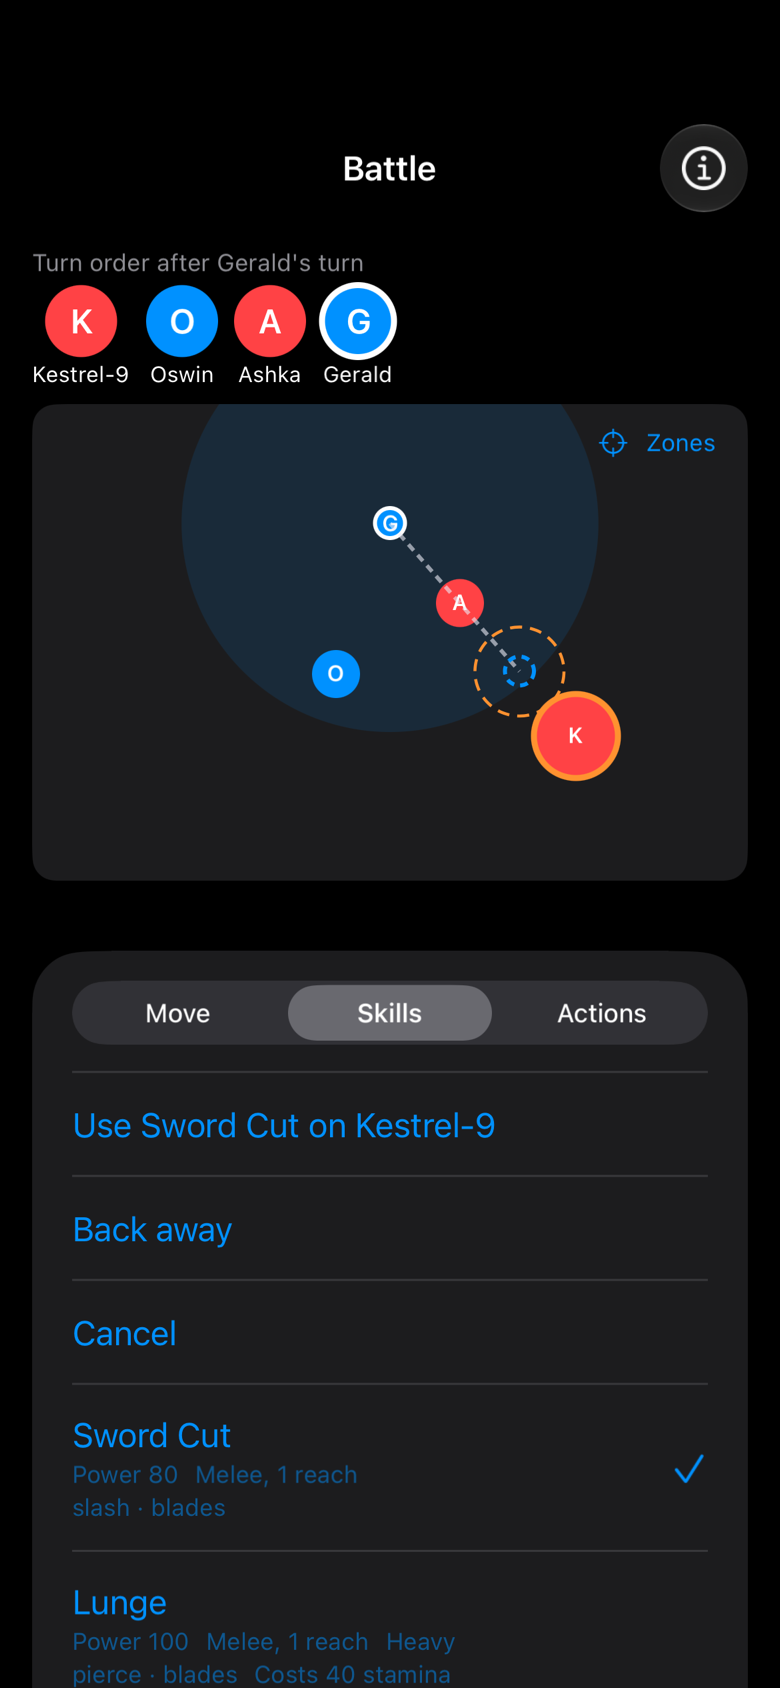 Battle
Turn order after Gerald's turn
K
O
A
G
Kestrel-9
Oswin
Ashka
Gerald
Zones
G
A
O
K
Move
Skills
Actions
Use Sword Cut on Kestrel-9
Back away
Cancel
Sword Cut
Power 80 Melee, 1 reach
slash · blades
Lunge
Power 100 Melee, 1 reach Heavy
pierce · blades Costs 40 stamina